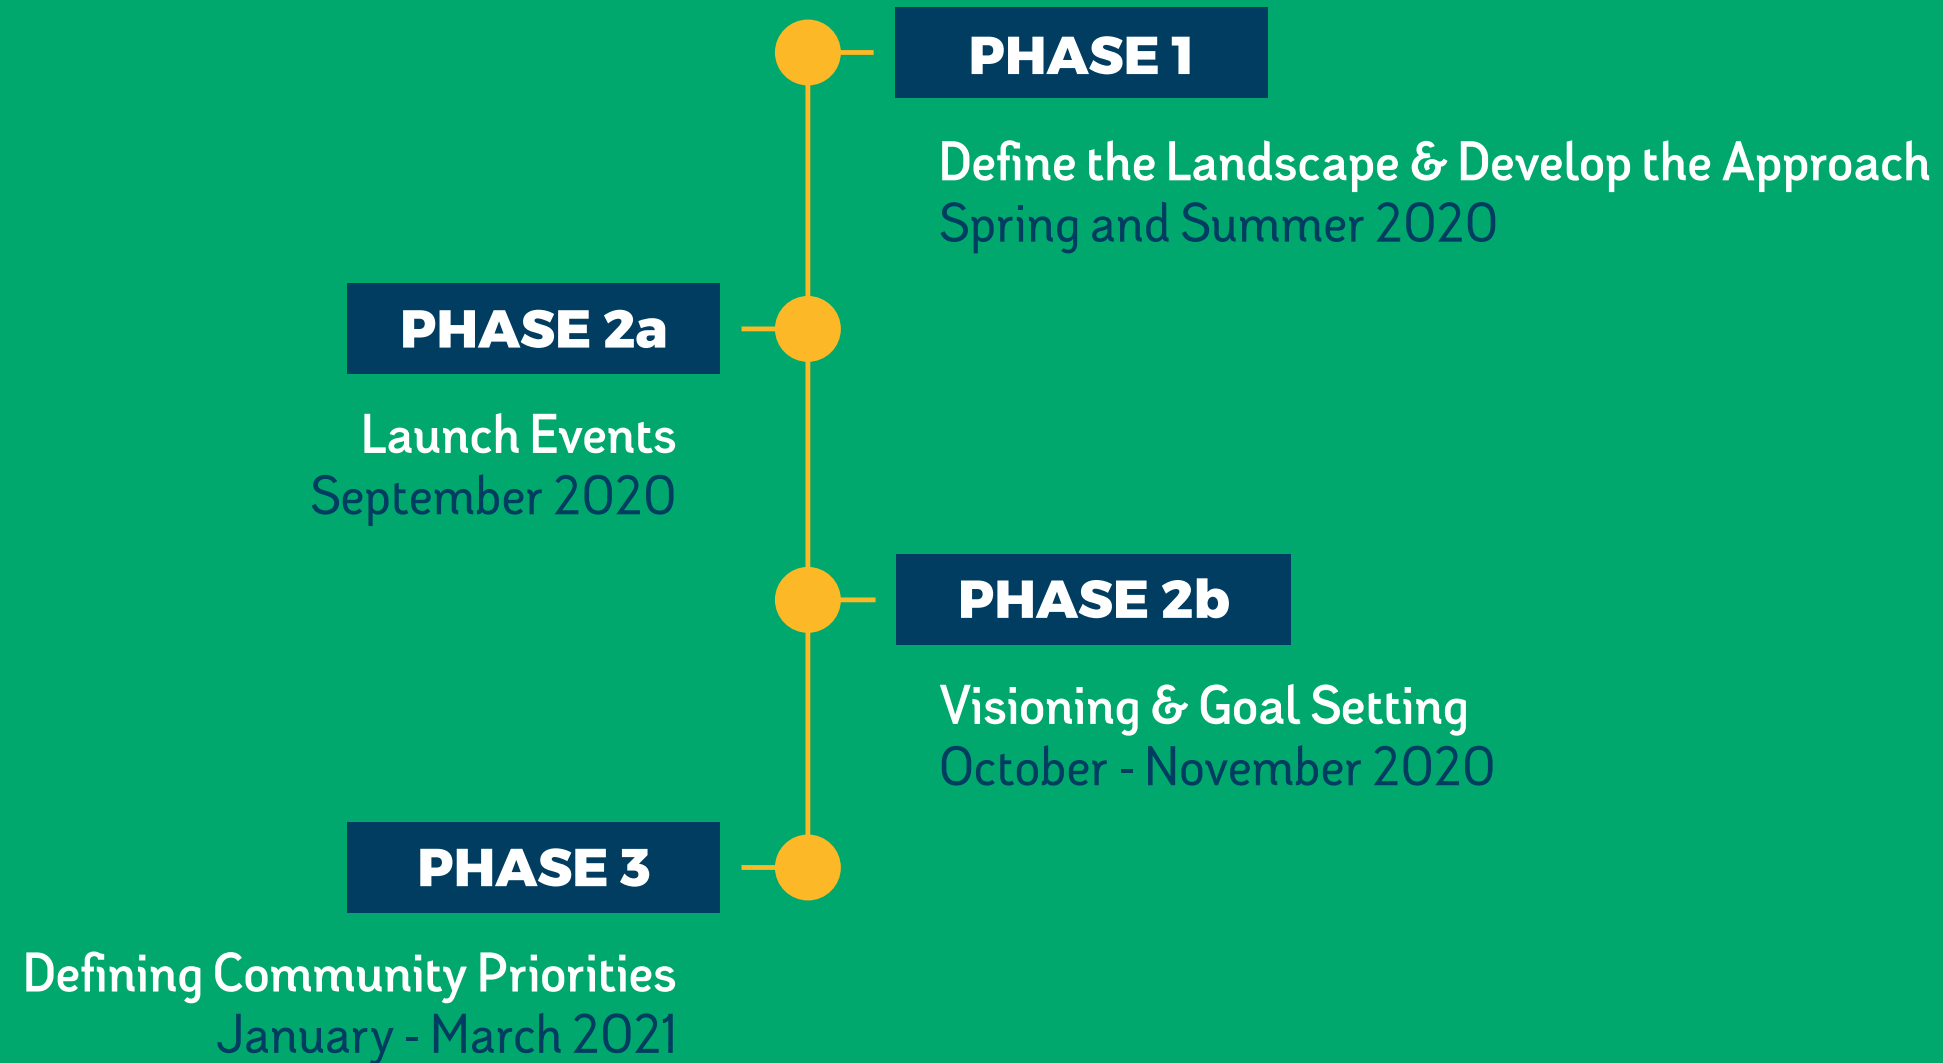 PHASE 1
Define the Landscape & Develop the Approach
Spring and Summer 2020
PHASE 2a
Launch Events
September 2020
PHASE 2b
Visioning & Goal Setting
October - November 2020
PHASE 3
Defining Community Priorities
January - March 2021